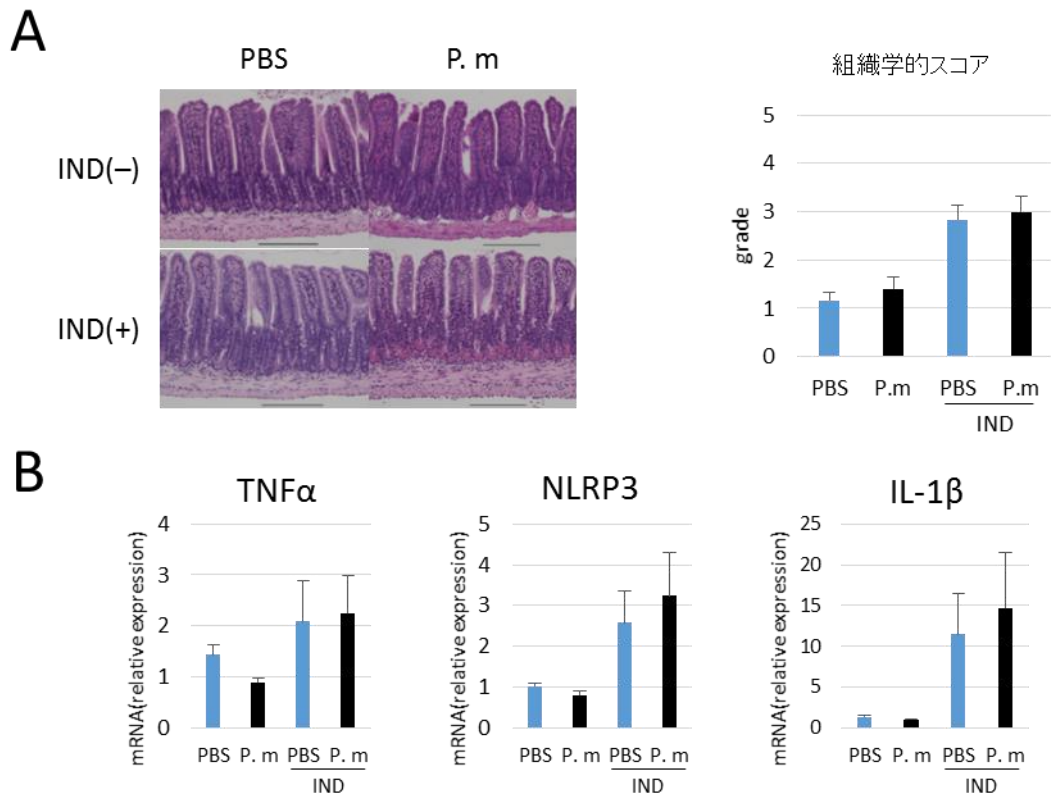 A
PBS P. m
IND(−)
IND(+)
組織学的スコア
grade
5
4
3
2
1
0
PBS P.m PBS P.m
IND
B
TNFα
mRNA(relative expression)
4
3
2
1
0
PBS P. m PBS P. m
IND
NLRP3
mRNA(relative expression)
5
4
3
2
1
0
PBS P. m PBS P. m
IND
IL-1β
mRNA(relative expression)
25
20
15
10
5
0
PBS P. m PBS P. m
IND